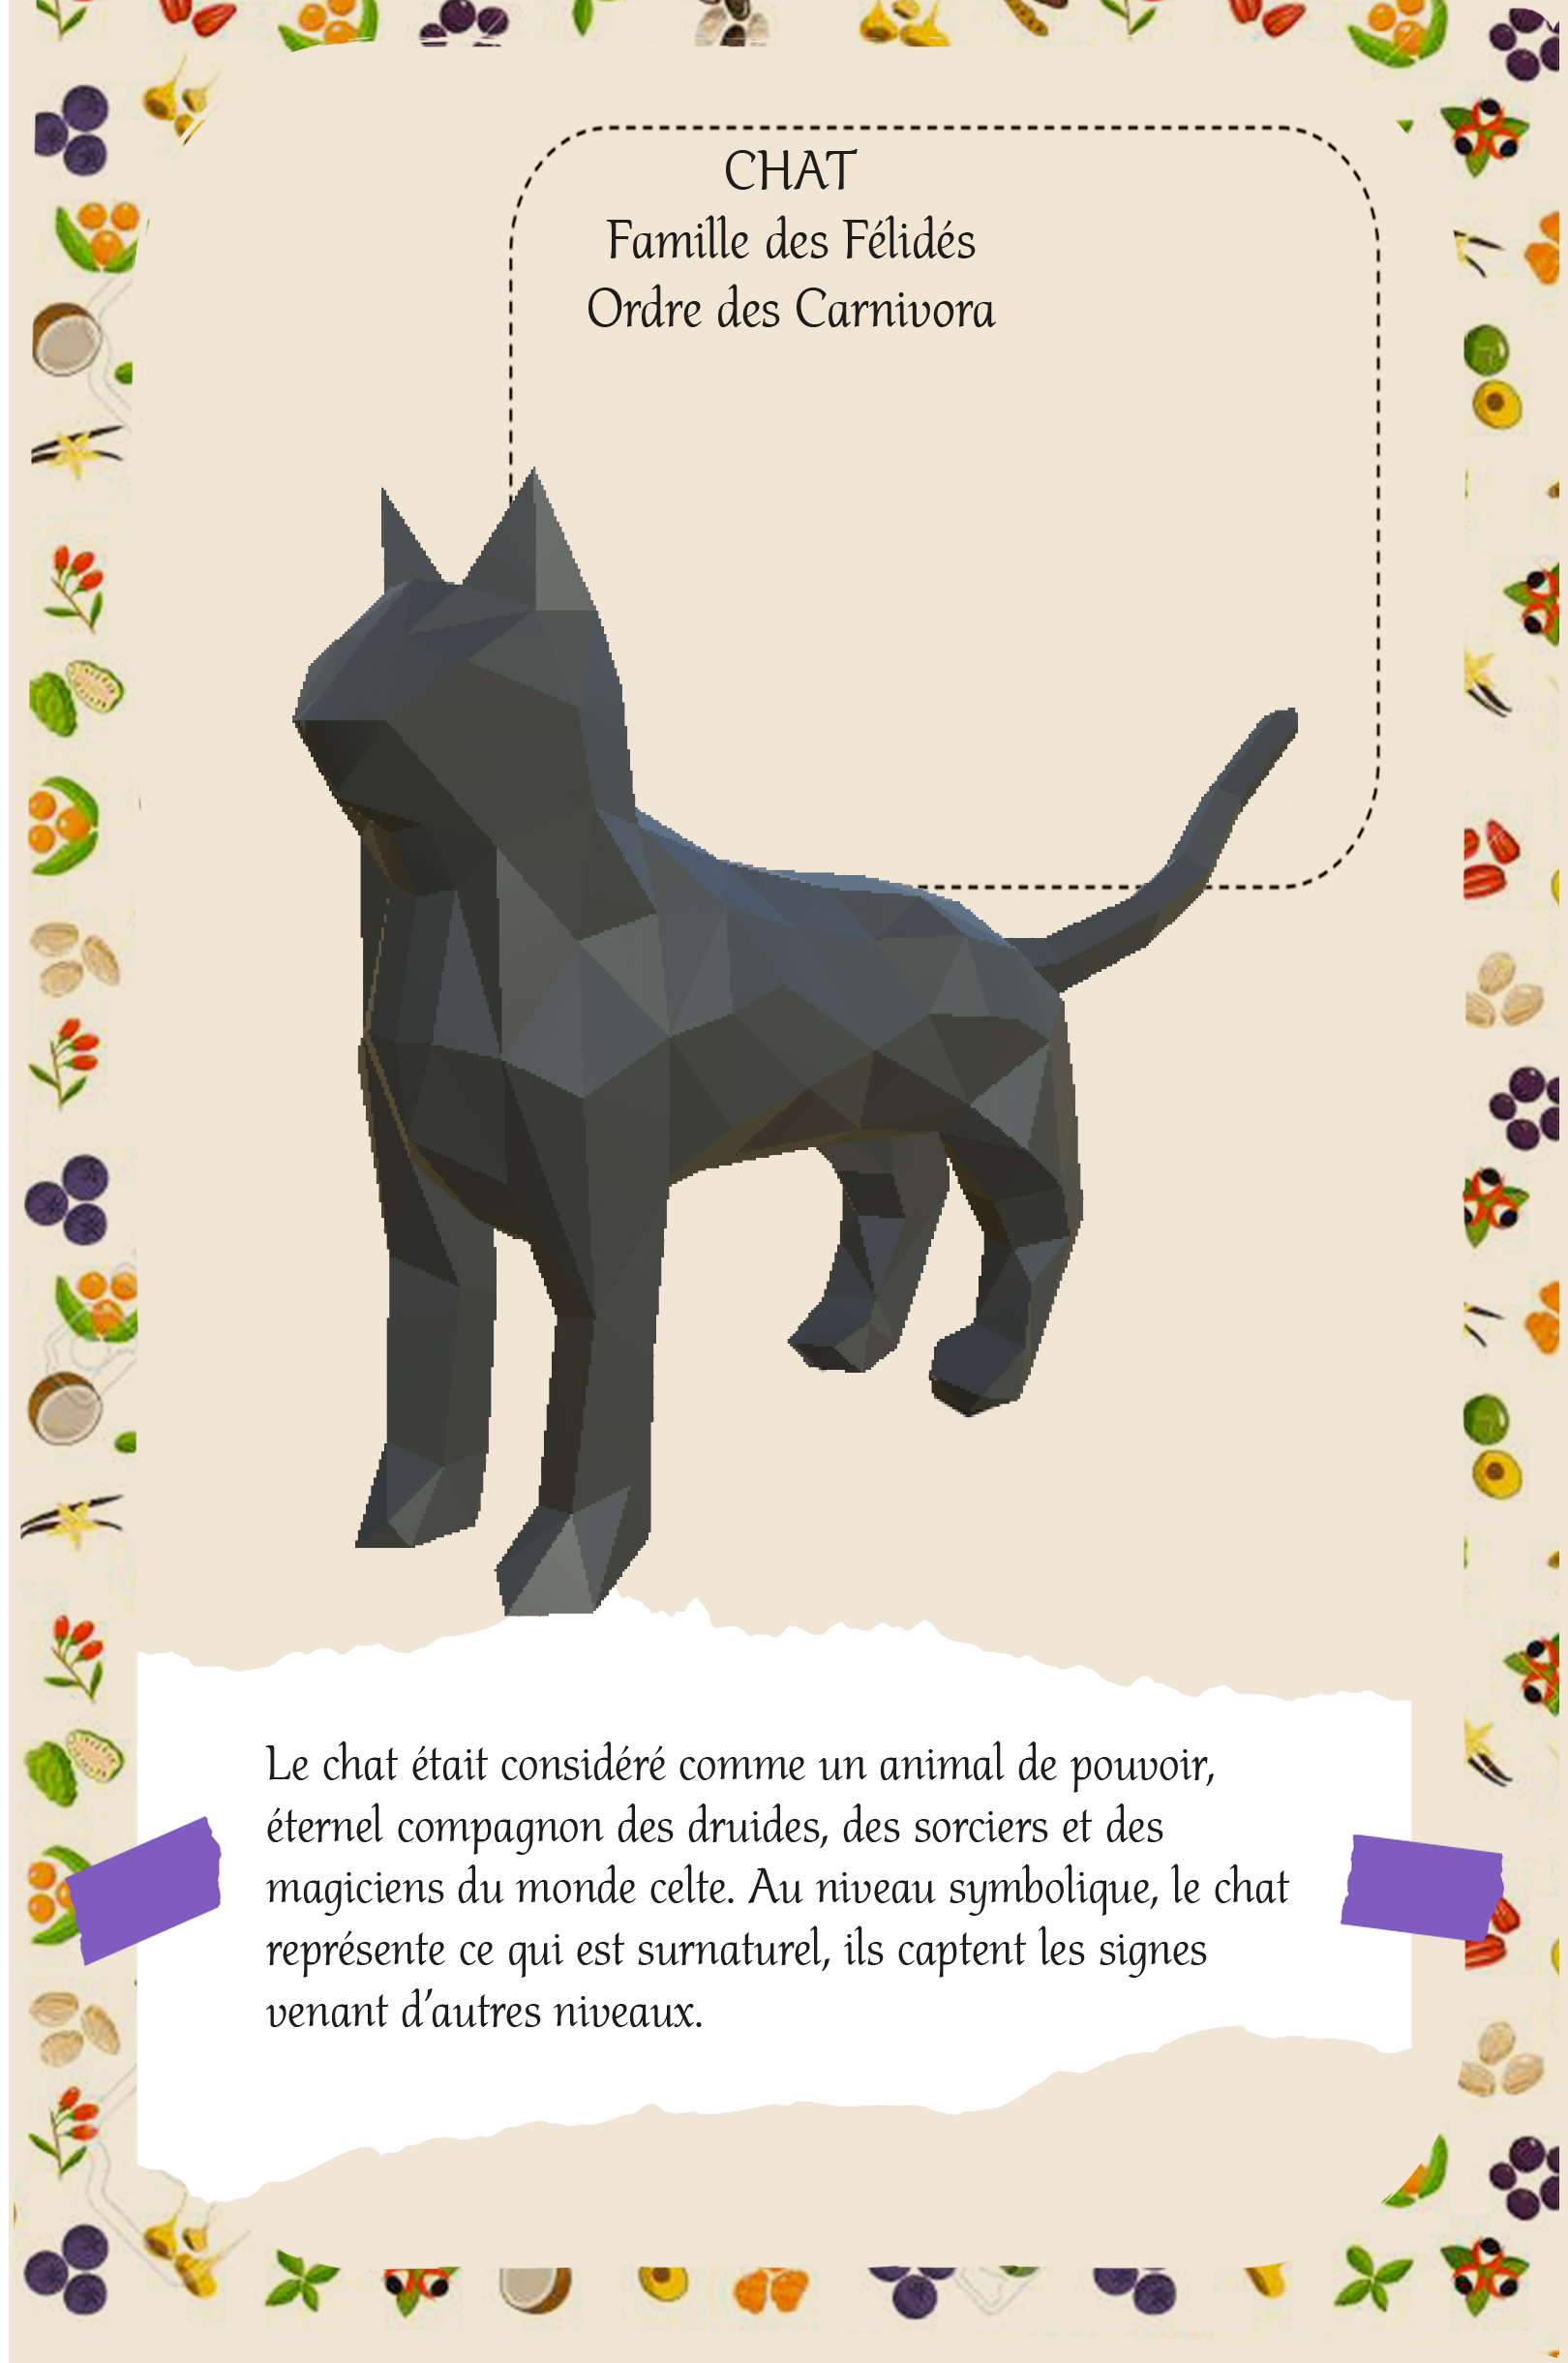 CHAT
Famille des Félidés
Ordre des Carnivora
Le chat était considéré comme un animal de pouvoir,
éternel compagnon des druides, des sorciers et des
magiciens du monde celte. Au niveau symbolique, le chat
représente ce qui est surnaturel, ils captent les signes
venant d’autres niveaux.